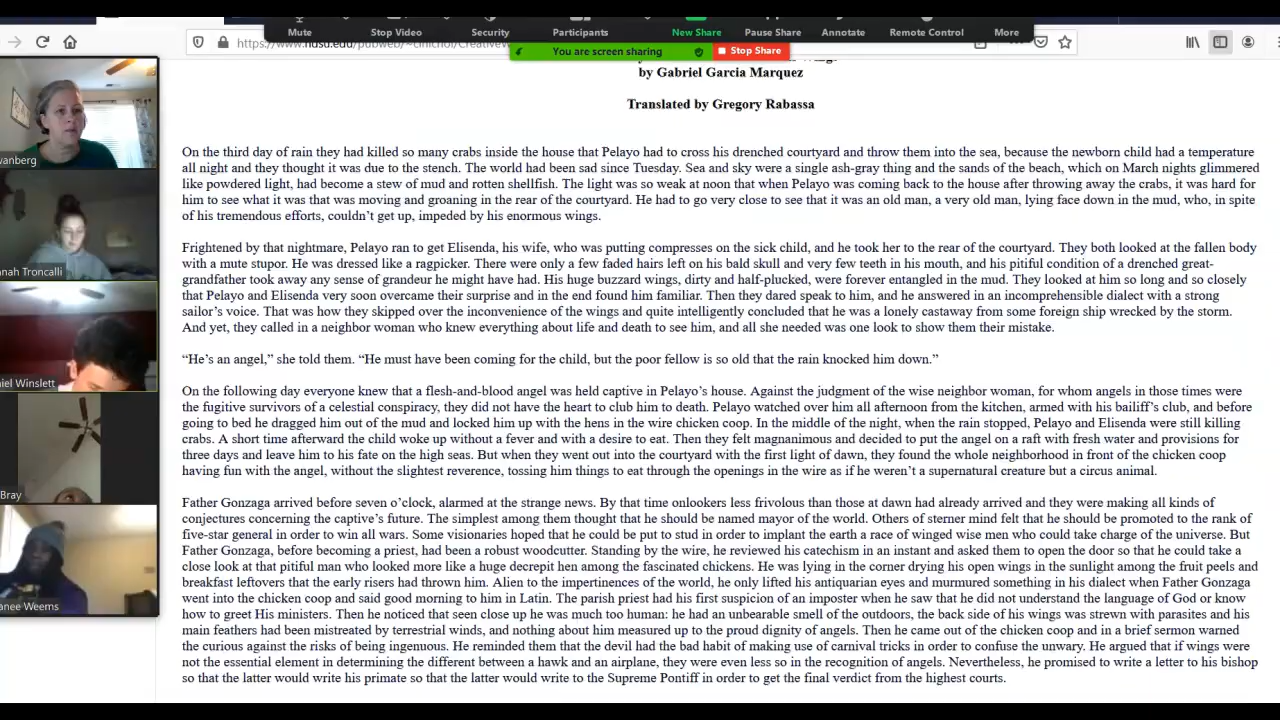 Mute
Stop Video
Security
Participants
New Share
Pause Share
Annotate
Remote Control
More
You are screen sharing
Stop Share
by Gabriel Garcia Marquez
Translated by Gregory Rabassa
On the third day of rain they had killed so many crabs inside the house that Pelayo had to cross his drenched courtyard and throw them into the sea, because the newborn child had a temperature
all night and they thought it was due to the stench. The world had been sad since Tuesday. Sea and sky were a single ash-gray thing and the sands of the beach, which on March nights glimmered
like powdered light, had become a stew of mud and rotten shellfish. The light was so weak at noon that when Pelayo was coming back to the house after throwing away the crabs, it was hard for
him to see what it was that was moving and groaning in the rear of the courtyard. He had to go very close to see that it was an old man, a very old man, lying face down in the mud, who, in spite
of his tremendous efforts, couldn’t get up, impeded by his enormous wings.
Frightened by that nightmare, Pelayo ran to get Elisenda, his wife, who was putting compresses on the sick child, and he took her to the rear of the courtyard. They both looked at the fallen body
with a mute stupor. He was dressed like a ragpicker. There were only a few faded hairs left on his bald skull and very few teeth in his mouth, and his pitiful condition of a drenched great-
grandfather took away any sense of grandeur he might have had. His huge buzzard wings, dirty and half-plucked, were forever entangled in the mud. They looked at him so long and so closely
that Pelayo and Elisenda very soon overcame their surprise and in the end found him familiar. Then they dared speak to him, and he answered in an incomprehensible dialect with a strong
sailor’s voice. That was how they skipped over the inconvenience of the wings and quite intelligently concluded that he was a lonely castaway from some foreign ship wrecked by the storm.
And yet, they called in a neighbor woman who knew everything about life and death to see him, and all she needed was one look to show them their mistake.
“He’s an angel,” she told them. “He must have been coming for the child, but the poor fellow is so old that the rain knocked him down.”
On the following day everyone knew that a flesh-and-blood angel was held captive in Pelayo’s house. Against the judgment of the wise neighbor woman, for whom angels in those times were
the fugitive survivors of a celestial conspiracy, they did not have the heart to club him to death. Pelayo watched over him all afternoon from the kitchen, armed with his bailiff’s club, and before
going to bed he dragged him out of the mud and locked him up with the hens in the wire chicken coop. In the middle of the night, when the rain stopped, Pelayo and Elisenda were still killing
crabs. A short time afterward the child woke up without a fever and with a desire to eat. Then they felt magnanimous and decided to put the angel on a raft with fresh water and provisions for
three days and leave him to his fate on the high seas. But when they went out into the courtyard with the first light of dawn, they found the whole neighborhood in front of the chicken coop
having fun with the angel, without the slightest reverence, tossing him things to eat through the openings in the wire as if he weren’t a supernatural creature but a circus animal.
Father Gonzaga arrived before seven o’clock, alarmed at the strange news. By that time onlookers less frivolous than those at dawn had already arrived and they were making all kinds of
conjectures concerning the captive’s future. The simplest among them thought that he should be named mayor of the world. Others of sterner mind felt that he should be promoted to the rank of
five-star general in order to win all wars. Some visionaries hoped that he could be put to stud in order to implant the earth a race of winged wise men who could take charge of the universe. But
Father Gonzaga, before becoming a priest, had been a robust woodcutter. Standing by the wire, he reviewed his catechism in an instant and asked them to open the door so that he could take a
close look at that pitiful man who looked more like a huge decrepit hen among the fascinated chickens. He was lying in the corner drying his open wings in the sunlight among the fruit peels and
breakfast leftovers that the early risers had thrown him. Alien to the impertinences of the world, he only lifted his antiquarian eyes and murmured something in his dialect when Father Gonzaga
went into the chicken coop and said good morning to him in Latin. The parish priest had his first suspicion of an imposter when he saw that he did not understand the language of God or know
how to greet His ministers. Then he noticed that seen close up he was much too human: he had an unbearable smell of the outdoors, the back side of his wings was strewn with parasites and his
main feathers had been mistreated by terrestrial winds, and nothing about him measured up to the proud dignity of angels. Then he came out of the chicken coop and in a brief sermon warned
the curious against the risks of being ingenuous. He reminded them that the devil had the bad habit of making use of carnival tricks in order to confuse the unwary. He argued that if wings were
not the essential element in determining the different between a hawk and an airplane, they were even less so in the recognition of angels. Nevertheless, he promised to write a letter to his bishop
so that the latter would write his primate so that the latter would write to the Supreme Pontiff in order to get the final verdict from the highest courts.
wanberg
nah Troncalli
iel Winslett
Bray
anee Weems